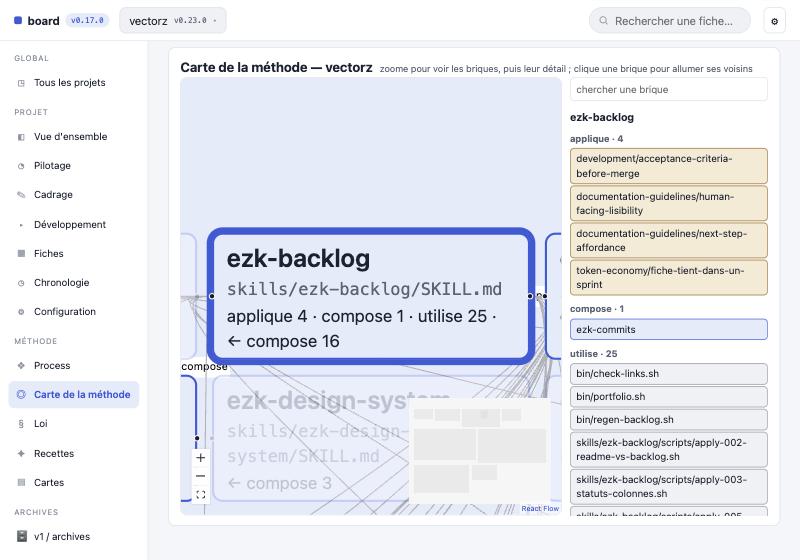 board v0.17.0
vectorz v0.23.0
Rechercher une fiche...
GLOBAL
Tous les projets
PROJET
Vue d'ensemble
Pilotage
Cadrage
Développement
Fiches
Chronologie
Configuration
MÉTHODE
Process
Carte de la méthode
§ Loi
Recettes
Cartes
ARCHIVES
v1 / archives
Carte de la méthode — vectorz zoome pour voir les briques, puis leur détail ; clique une brique pour allumer ses voisins
ezk-backlog
skills/ezk-backlog/SKILL.md
applique 4 · compose 1 · utilise 25 ·
← compose 16
compose
ezk-design-system
skills/ezk-design-
system/SKILL.md
← compose 3
React Flow
chercher une brique
ezk-backlog
applique · 4
development/acceptance-criteria-
before-merge
documentation-guidelines/human-
facing-lisibility
documentation-guidelines/next-step-
affordance
token-economy/fiche-tient-dans-un-
sprint
compose · 1
ezk-commits
utilise · 25
bin/check-links.sh
bin/portfolio.sh
bin/regen-backlog.sh
skills/ezk-backlog/scripts/apply-002-
readme-vs-backlog.sh
skills/ezk-backlog/scripts/apply-003-
statuts-colonnes.sh
skills/ezk-backlog/scripts/apply-005-